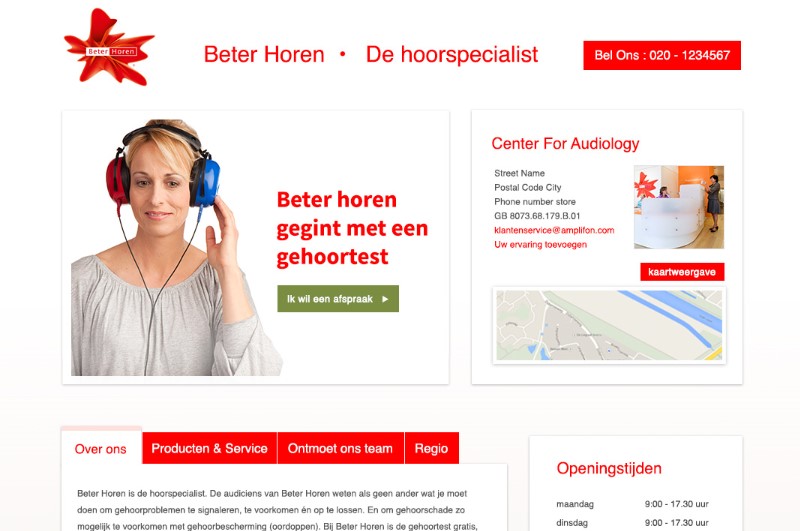 Beter Horen
Beter Horen • De hoorspecialist
Bel Ons : 020 - 1234567
Beter horen
gegint met een
gehoortest
Ik wil een afspraak
Center For Audiology
Street Name
Postal Code City
Phone number store
GB 8073.68.179.B.01
klantenservice@amplifon.com
Uw ervaring toevoegen
kaartweergave
Over ons
Producten & Service
Ontmoet ons team
Regio
Beter Horen is de hoorspecialist. De audiciens van Beter Horen weten als geen ander wat je moet
doen om gehoorproblemen te signaleren, te voorkomen én op te lossen. En om gehoorschade zo
mogelijk te voorkomen met gehoorbescherming (oordoppen). Bij Beter Horen is de gehoortest gratis,
Openingstijden
maandag 9:00 - 17.30 uur
dinsdag 9:00 - 17.30 uur